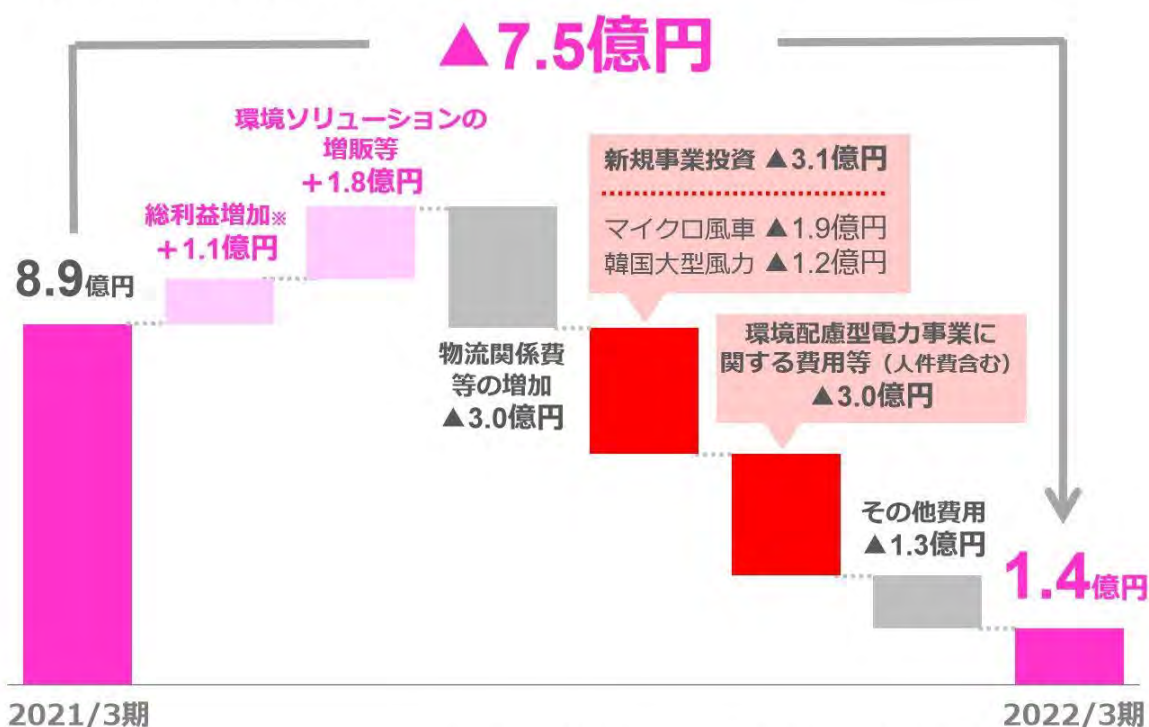 ▲7.5億円
環境ソリューションの
増販等
+1.8億円
総利益増加※
+1.1億円
8.9億円
新規事業投資 ▲3.1億円
マイクロ風車 ▲1.9億円
韓国大型風力 ▲1.2億円
物流関係費
等の増加
▲3.0億円
環境配慮型電力事業に
関する費用等（人件費含む）
▲3.0億円
その他費用
▲1.3億円
1.4億円
2021/3期
2022/3期